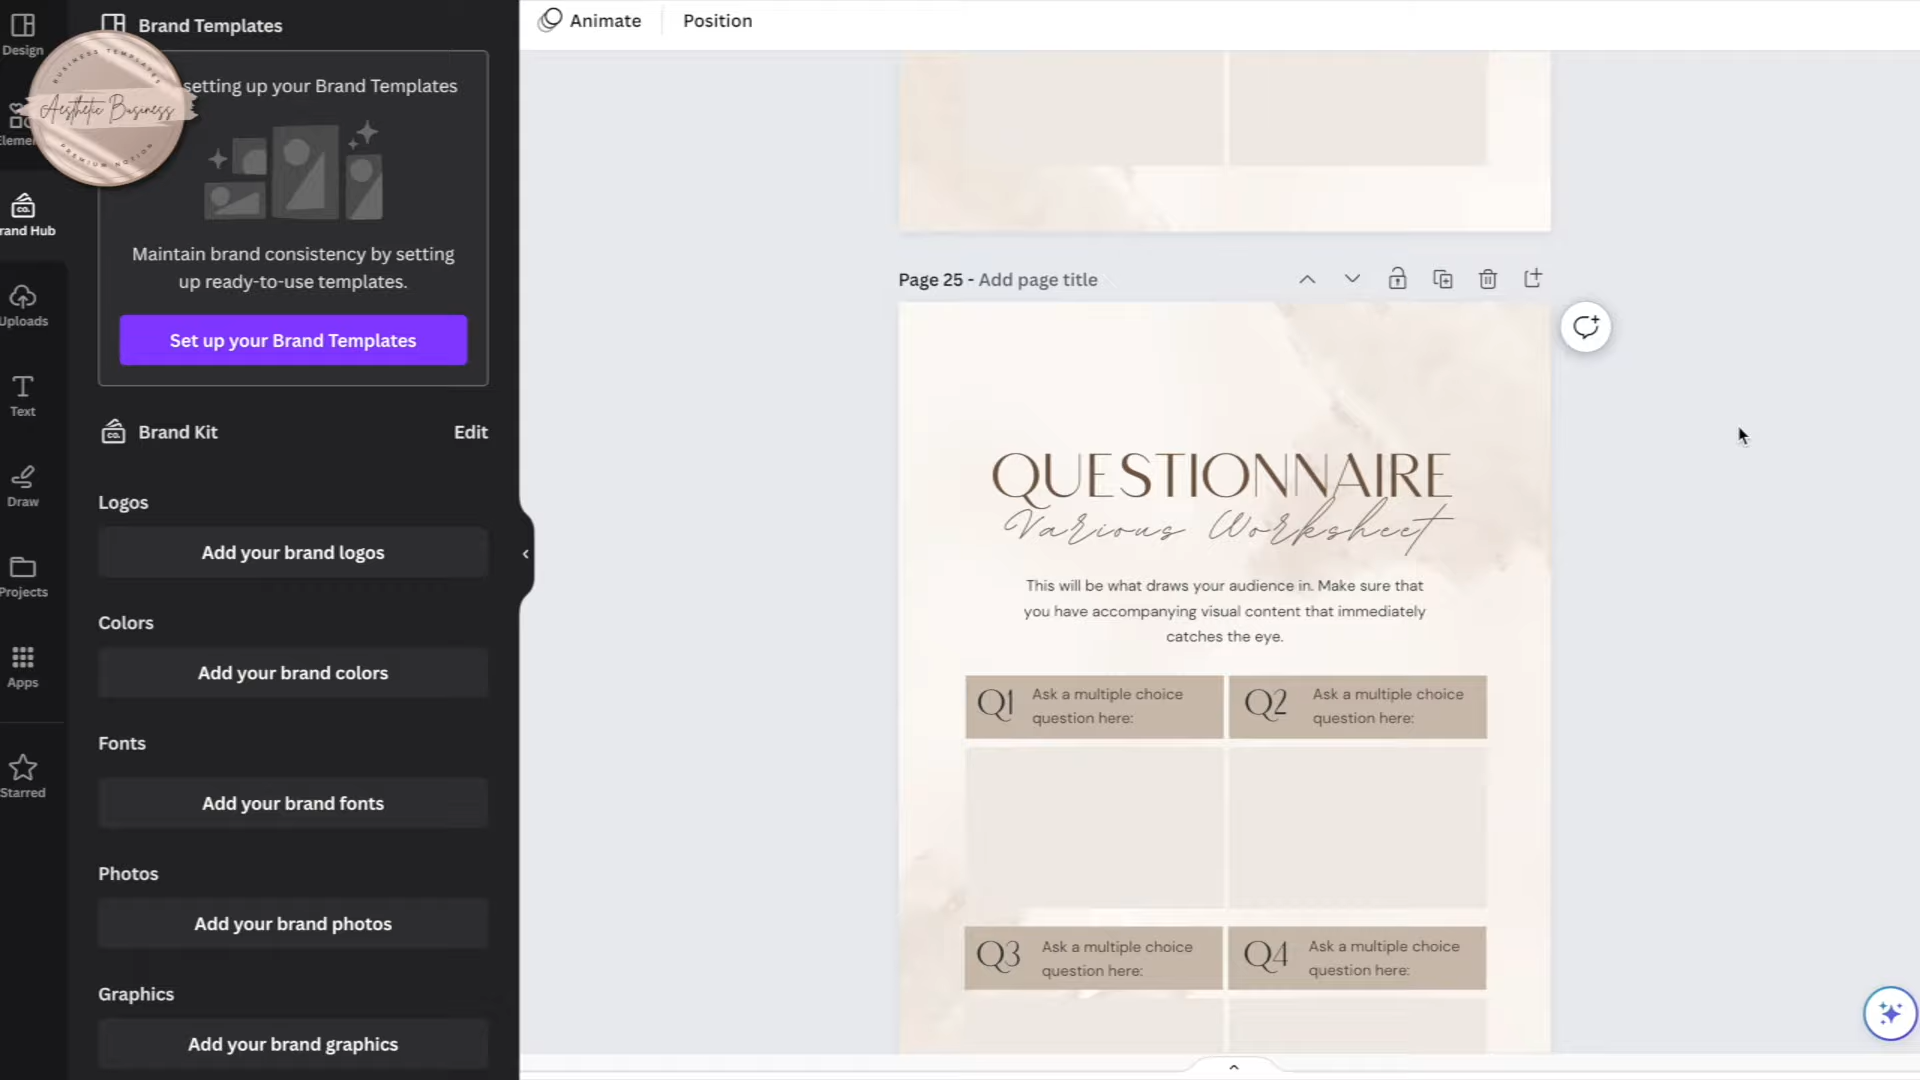 Design
Elem
rand Hub
Uploads
Text
Draw
Projects
Apps
Starred
BUSINESS TEMPLATES
Aesthetic Business
PREMIUM NOTION
Brand Templates
setting up your Brand Templates
Maintain brand consistency by setting
up ready-to-use templates.
Set up your Brand Templates
Brand Kit
Edit
Logos
Add your brand logos
Colors
Add your brand colors
Fonts
Add your brand fonts
Photos
Add your brand photos
Graphics
Add your brand graphics
Animate
Position
Page 25 - Add page title
QUESTIONNAIRE
Various Worksheet
This will be what draws your audience in. Make sure that
you have accompanying visual content that immediately
catches the eye.
Q1
Ask a multiple choice
question here:
Q2
Ask a multiple choice
question here:
Q3
Ask a multiple choice
question here:
Q4
Ask a multiple choice
question here: